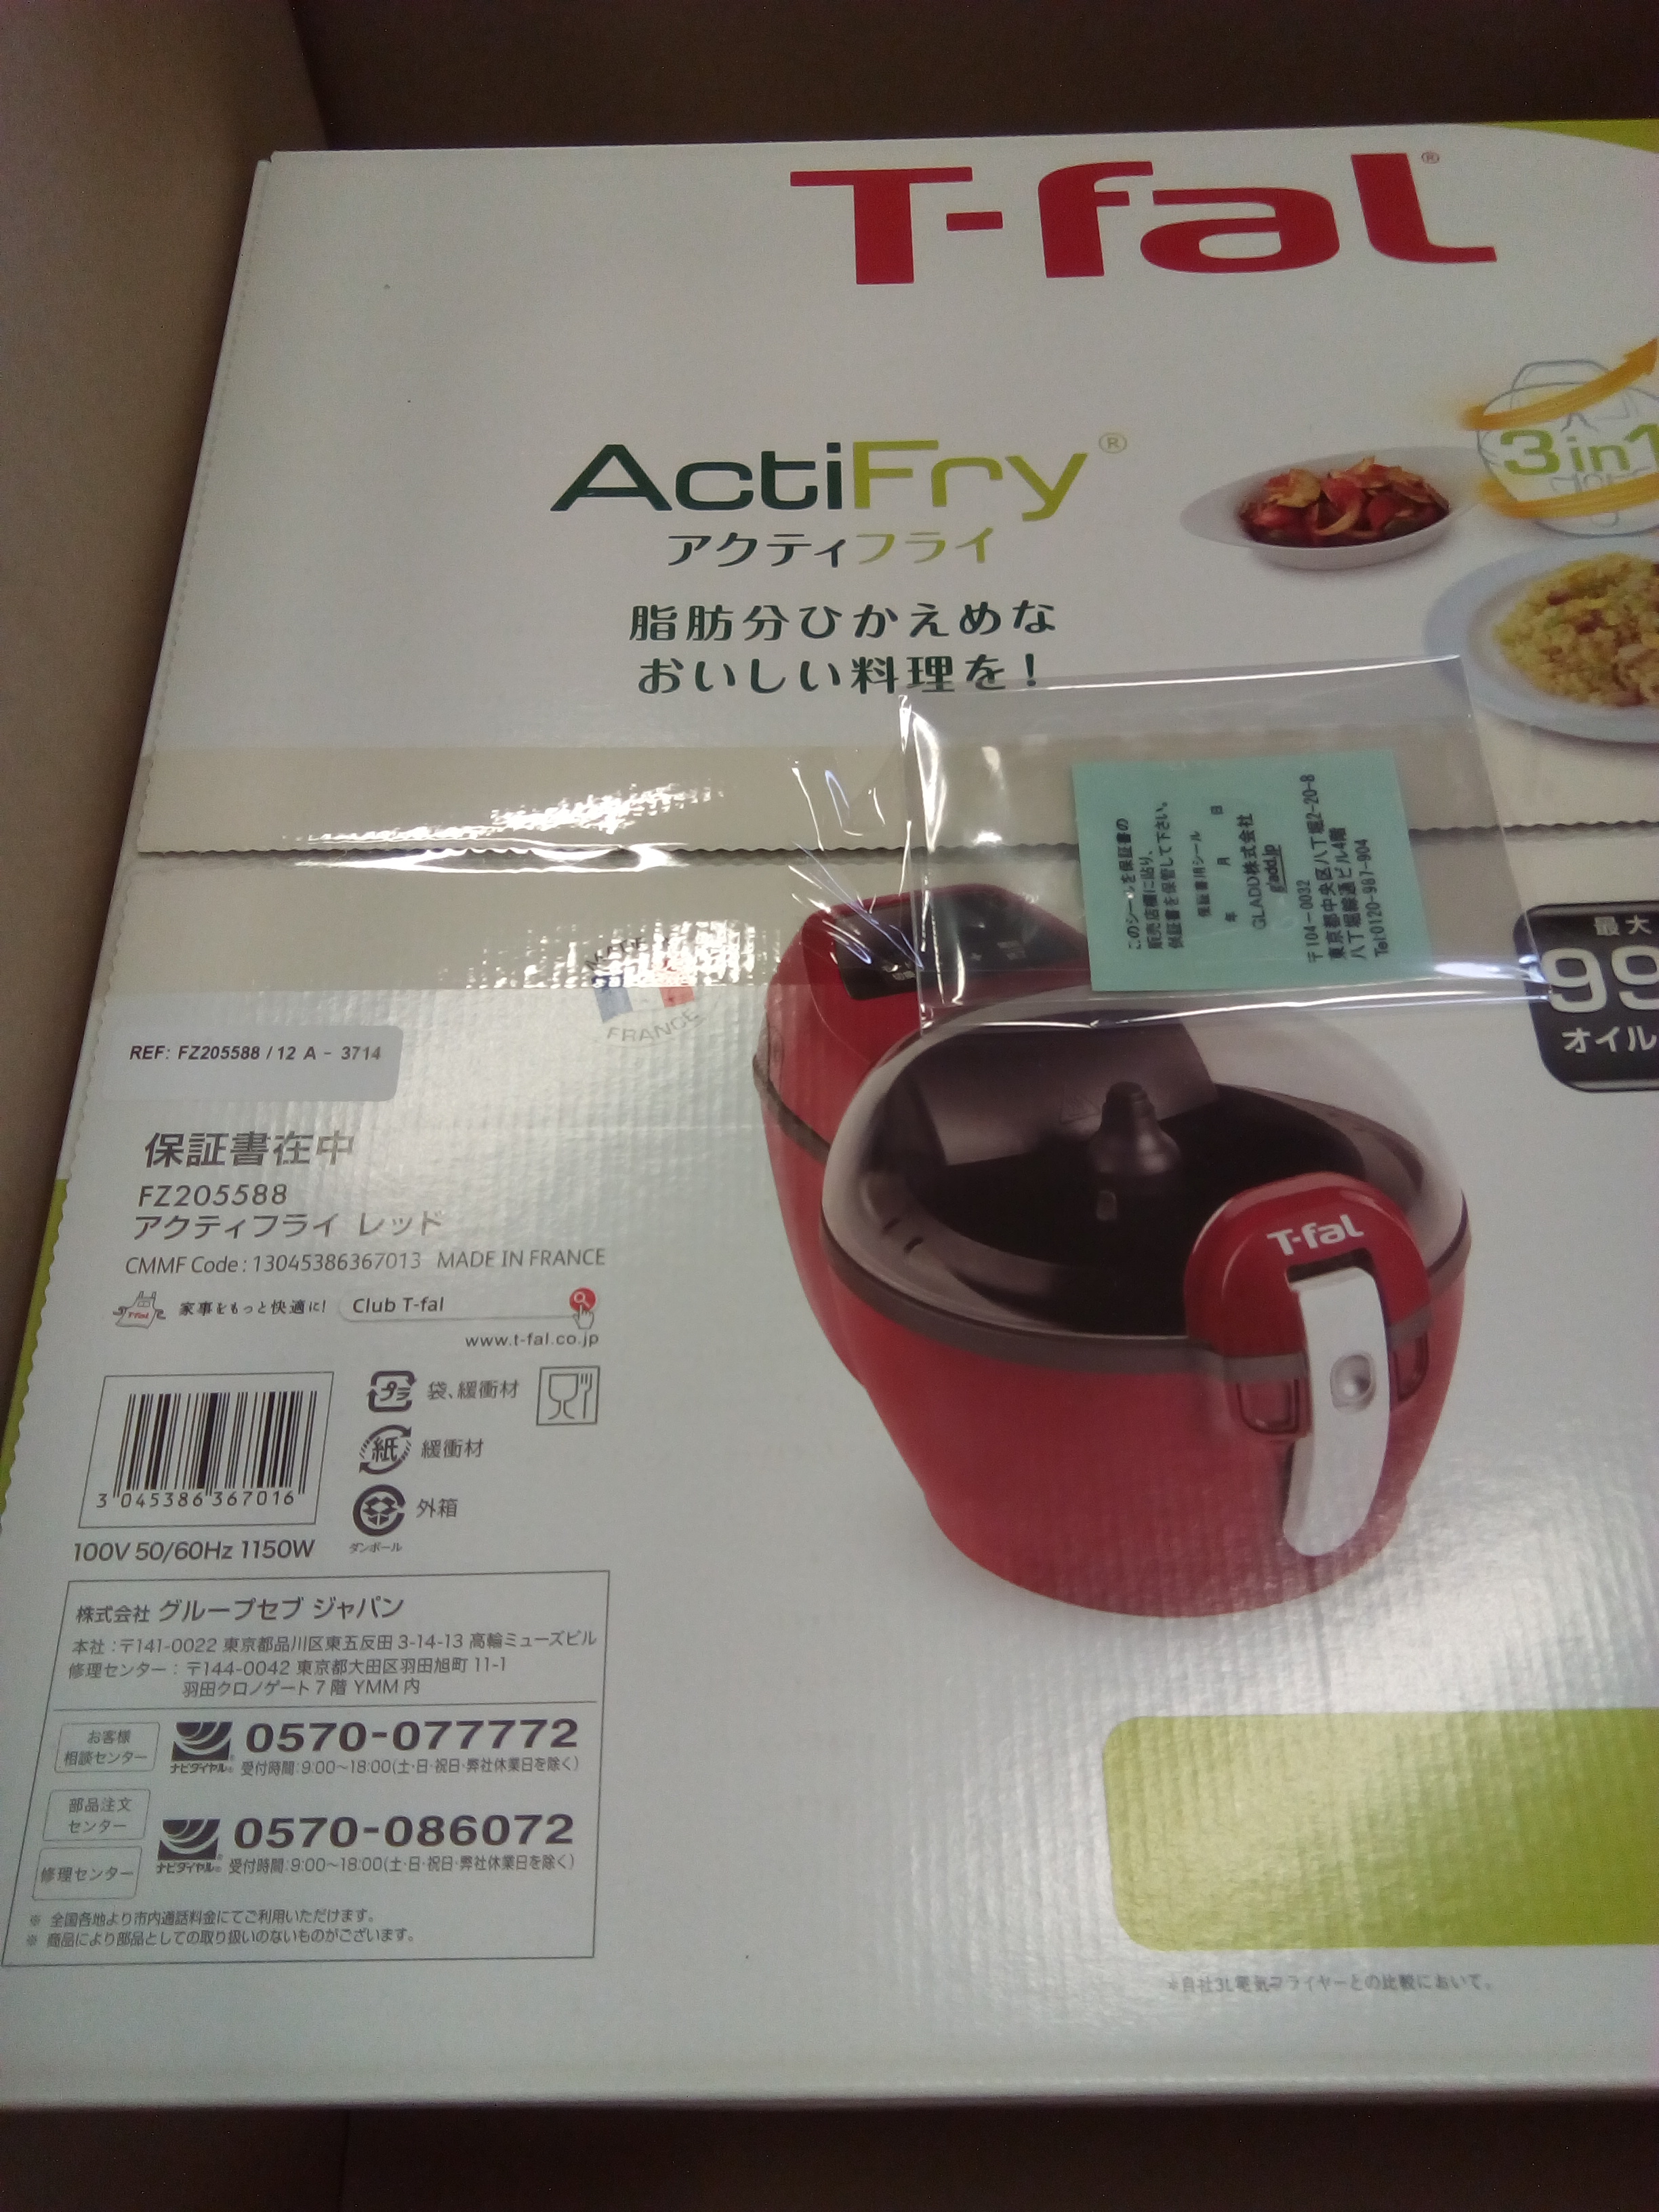 T-fal®
ActiFry®
アクティフライ
脂肪分ひかえめな
おいしい料理を!
3 in 1
このシールを保証書の
販売店欄に貼り、
保証書を保管して下さい。
保証書用シール
年 月 日
GLADD株式会社
gladd.jp
〒104-0032
東京都中央区八丁堀2-20-8
八丁堀綜通ビル4階
Tel:0120-987-904
最大
99
オイル
FRANCE
REF: FZ205588 / 12 A - 3714
保証書在中
FZ205588
アクティフライ レッド
CMMF Code : 13045386367013 MADE IN FRANCE
T-fal
家事をもっと快適に! Club T-fal
www.t-fal.co.jp
プラ 袋、緩衝材
紙 緩衝材
外箱
ダンボール
3 045386 367016
100V 50/60Hz 1150W
T-fal
株式会社 グループセブ ジャパン
本社 : 〒141-0022 東京都品川区東五反田 3-14-13 高輪ミューズビル
修理センター : 〒144-0042 東京都大田区羽田旭町 11-1
羽田クロノゲート 7 階 YMM 内
お客様
相談センター
ナビダイヤル®
0570-077772
受付時間:9:00〜18:00(土・日・祝日・弊社休業日を除く)
部品注文
センター
修理センター
ナビダイヤル®
0570-086072
受付時間:9:00〜18:00(土・日・祝日・弊社休業日を除く)
※ 全国各地より市内通話料金にてご利用いただけます。
※ 商品により部品としての取り扱いのないものがございます。
*自社3L電気フライヤーとの比較において。